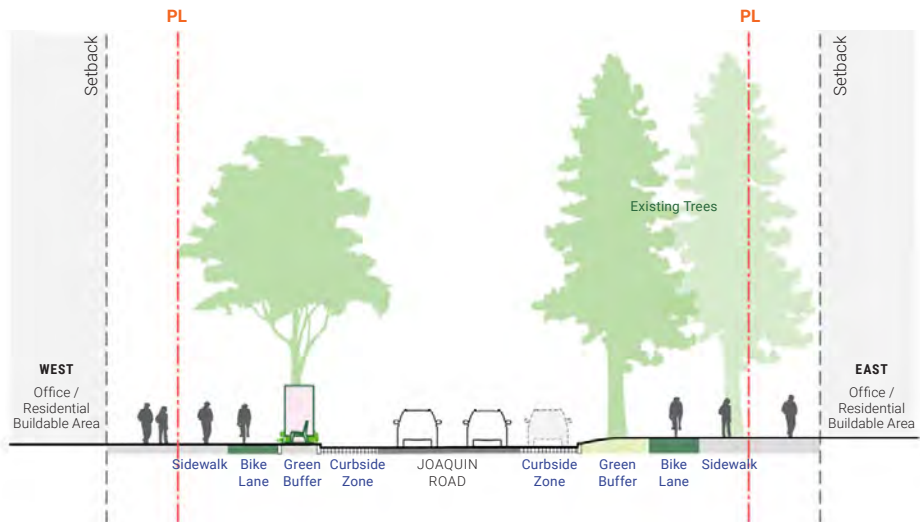 PL
PL
Setback
Setback
Existing Trees
WEST
Office /
Residential
Buildable Area
EAST
Office /
Residential
Buildable Area
Sidewalk
Bike
Lane
Green
Buffer
Curbside
Zone
JOAQUIN
ROAD
Curbside
Zone
Green
Buffer
Bike
Lane
Sidewalk